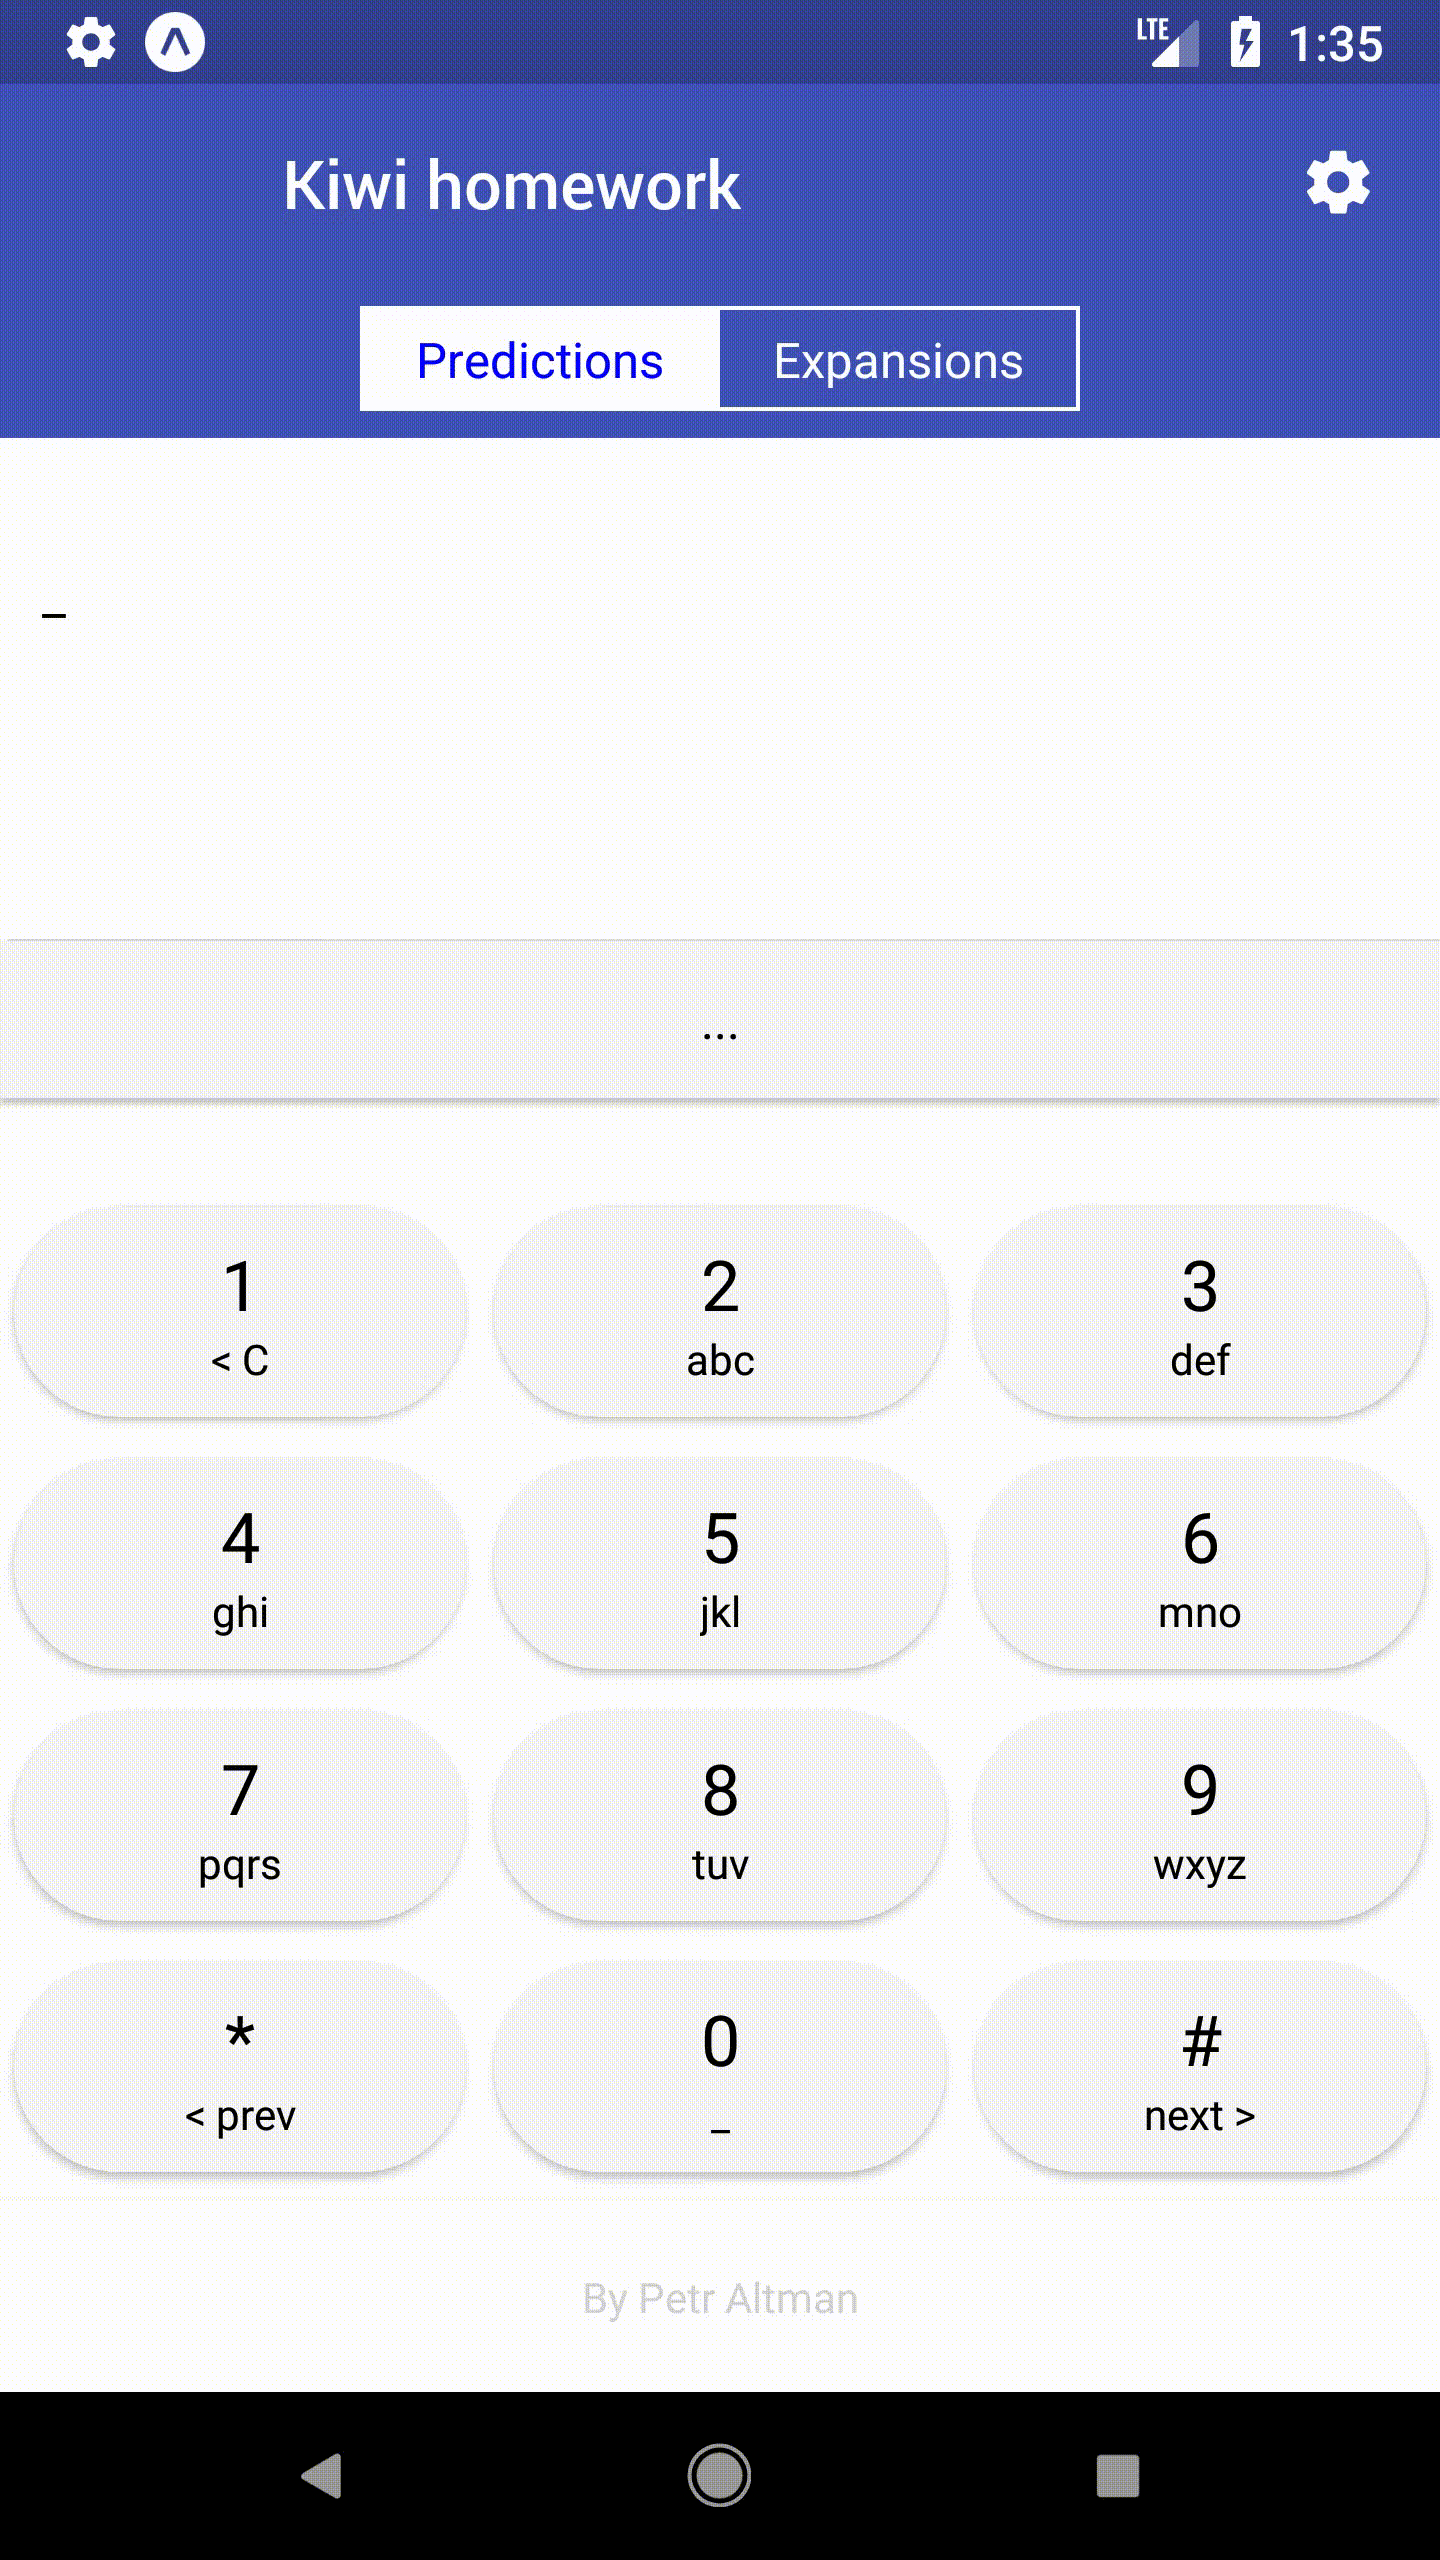 LTE 1:35
Kiwi homework
Predictions Expansions
_
...
1 2 3
< C abc def
4 5 6
ghi jkl mno
7 8 9
pqrs tuv wxyz
* 0 #
< prev _ next >
By Petr Altman